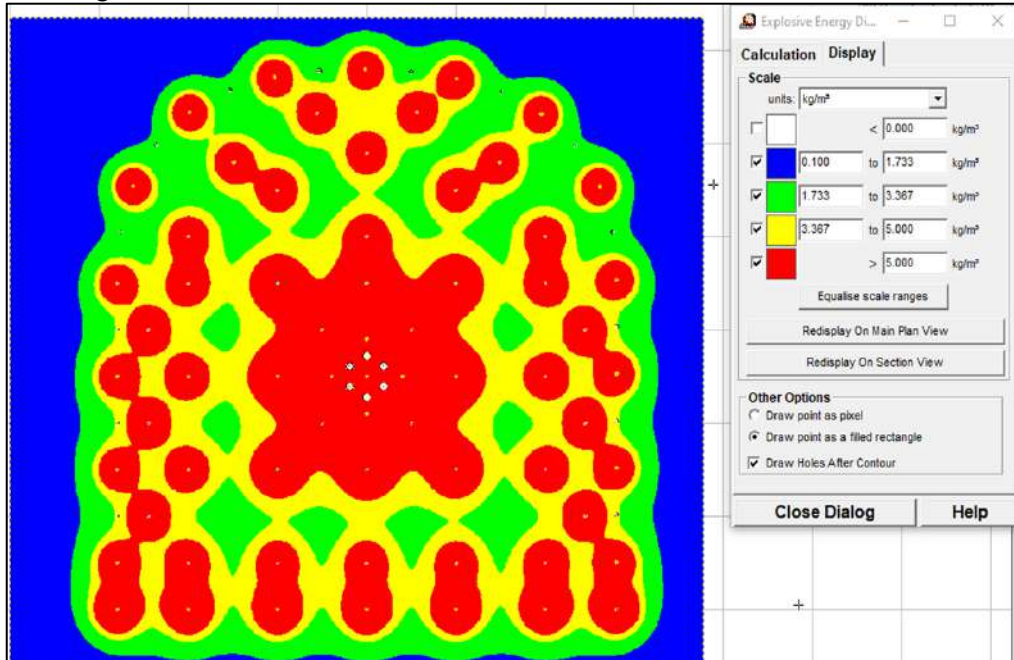 Explosive Energy Di...
Calculation Display
Scale
units: kg/m³
< 0.000 kg/m³
0.100 to 1.733 kg/m³
1.733 to 3.367 kg/m³
3.367 to 5.000 kg/m³
> 5.000 kg/m³
Equalise scale ranges
Redisplay On Main Plan View
Redisplay On Section View
Other Options
Draw point as pixel
Draw point as a filled rectangle
Draw Holes After Contour
Close Dialog Help